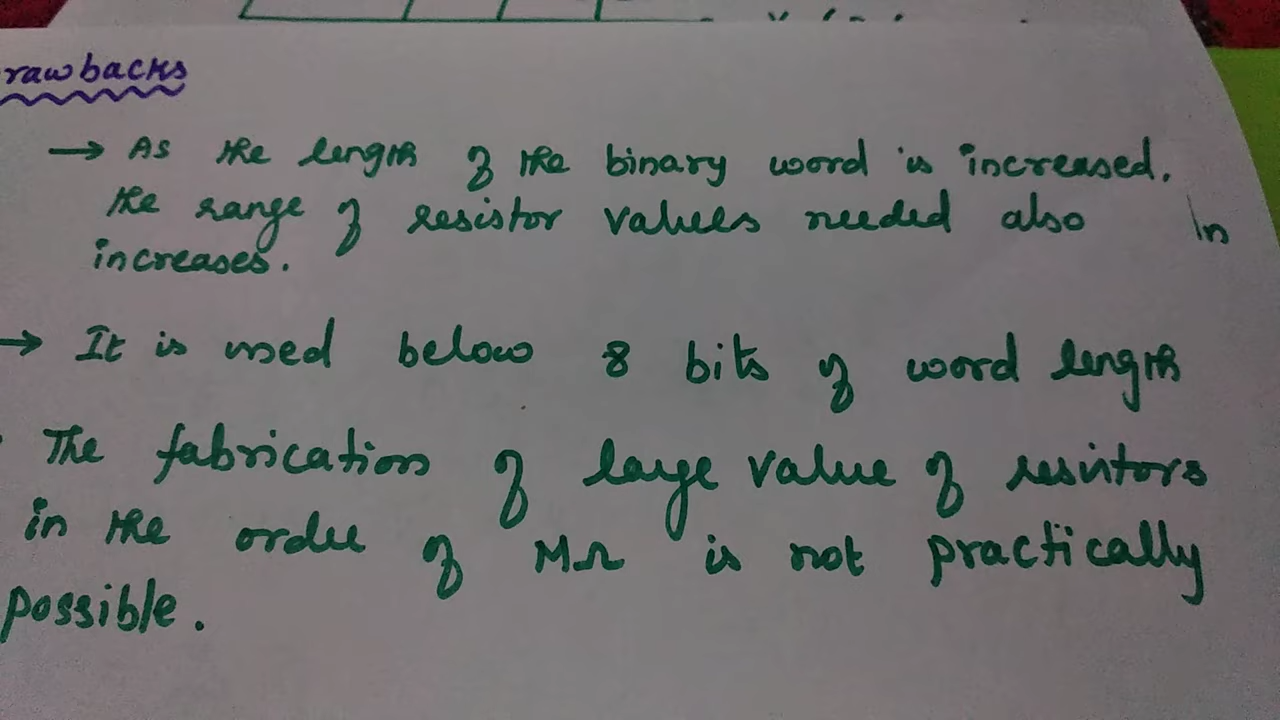 rawbacks
→ As the length of the binary word is increased.
the range of resistor values needed also In
increases.
→ It is used below 8 bits of word length
The fabrication of large value of resistors
in the order of MΩ is not practically
possible.